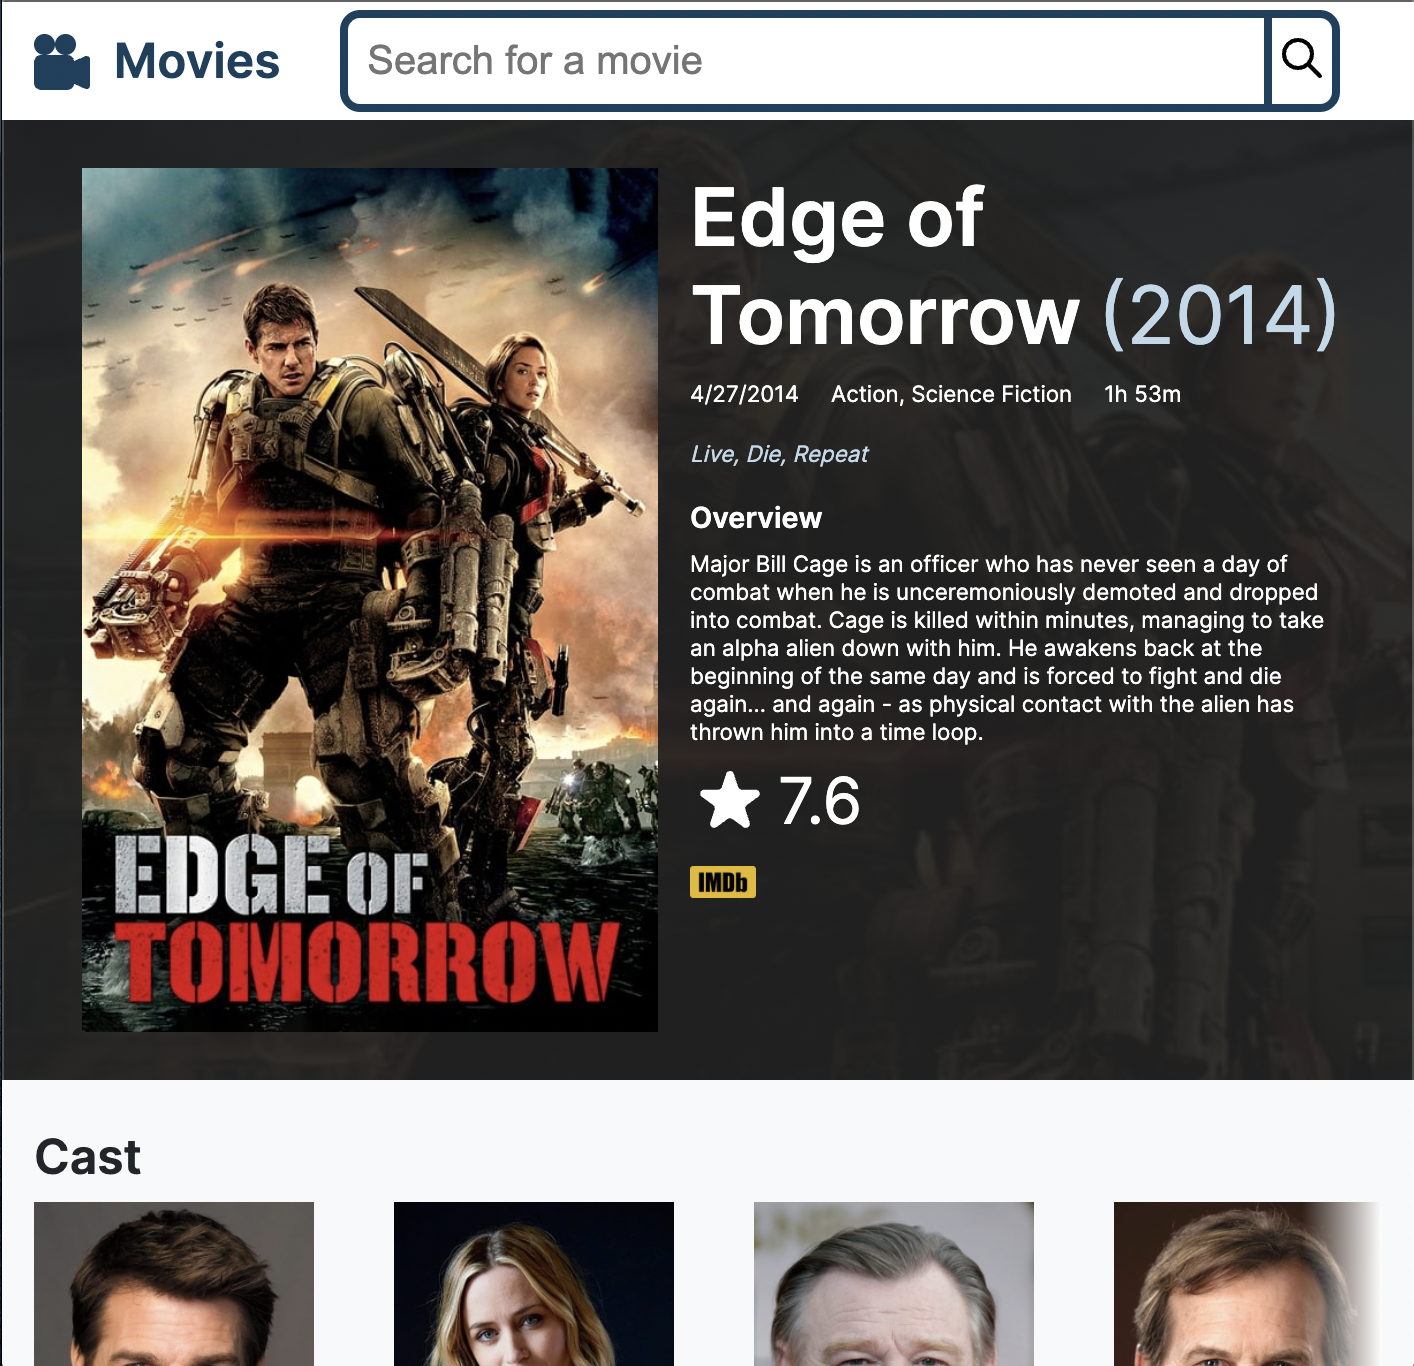 Movies
Search for a movie
Edge of
Tomorrow (2014)
4/27/2014 Action, Science Fiction 1h 53m
Live, Die, Repeat
Overview
Major Bill Cage is an officer who has never seen a day of
combat when he is unceremoniously demoted and dropped
into combat. Cage is killed within minutes, managing to take
an alpha alien down with him. He awakens back at the
beginning of the same day and is forced to fight and die
again... and again - as physical contact with the alien has
thrown him into a time loop.
7.6
IMDb
EDGE OF
TOMORROW
Cast